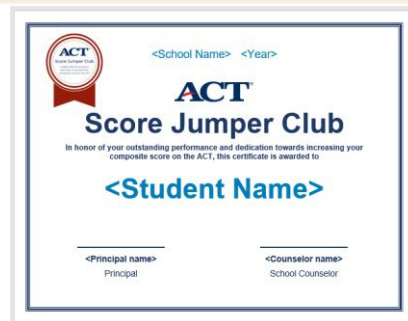 ACT
Score Jumper Club
<School Name> <Year>
ACT
Score Jumper Club
In honor of your outstanding performance and dedication towards increasing your
composite score on the ACT, this certificate is awarded to
<Student Name>
<Principal name>
Principal
<Counselor name>
School Counselor